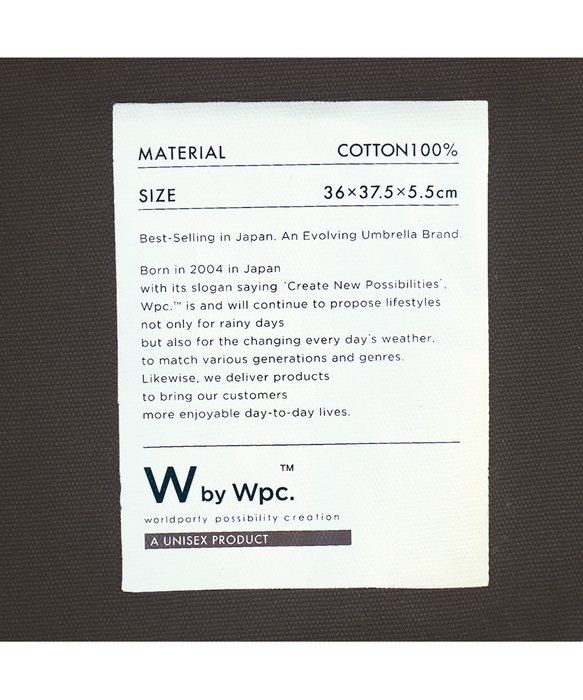 MATERIAL COTTON100%
SIZE 36×37.5×5.5cm
Best-Selling in Japan. An Evolving Umbrella Brand.
Born in 2004 in Japan
with its slogan saying 'Create New Possibilities',
Wpc.™ is and will continue to propose lifestyles
not only for rainy days
but also for the changing every day's weather,
to match various generations and genres.
Likewise, we deliver products
to bring our customers
more enjoyable day-to-day lives.
W by Wpc.™
worldparty possibility creation
A UNISEX PRODUCT